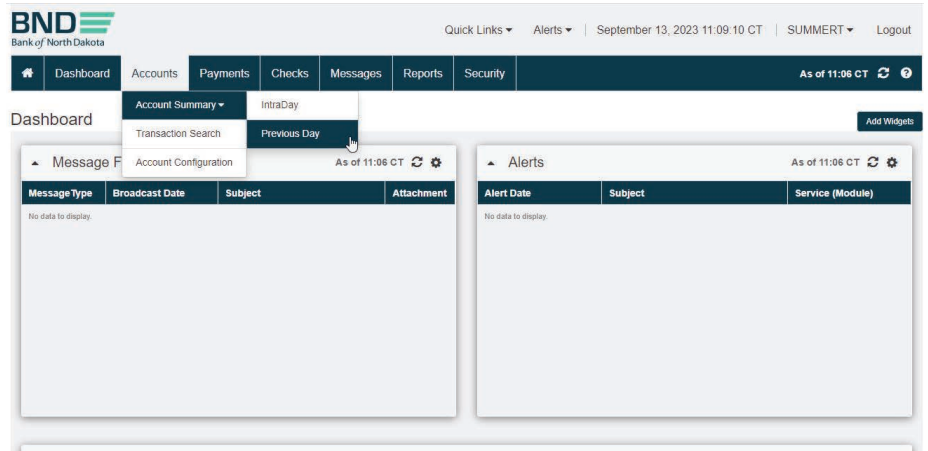 BND
Bank of North Dakota
Quick Links Alerts September 13, 2023 11:09:10 CT SUMMERT Logout
Dashboard Accounts Payments Checks Messages Reports Security As of 11:06 CT
Account Summary IntraDay
Dashboard Transaction Search Previous Day Add Widgets
Message F Account Configuration As of 11:06 CT
Message Type Broadcast Date Subject Attachment
No data to display.
Alerts As of 11:06 CT
Alert Date Subject Service (Module)
No data to display.